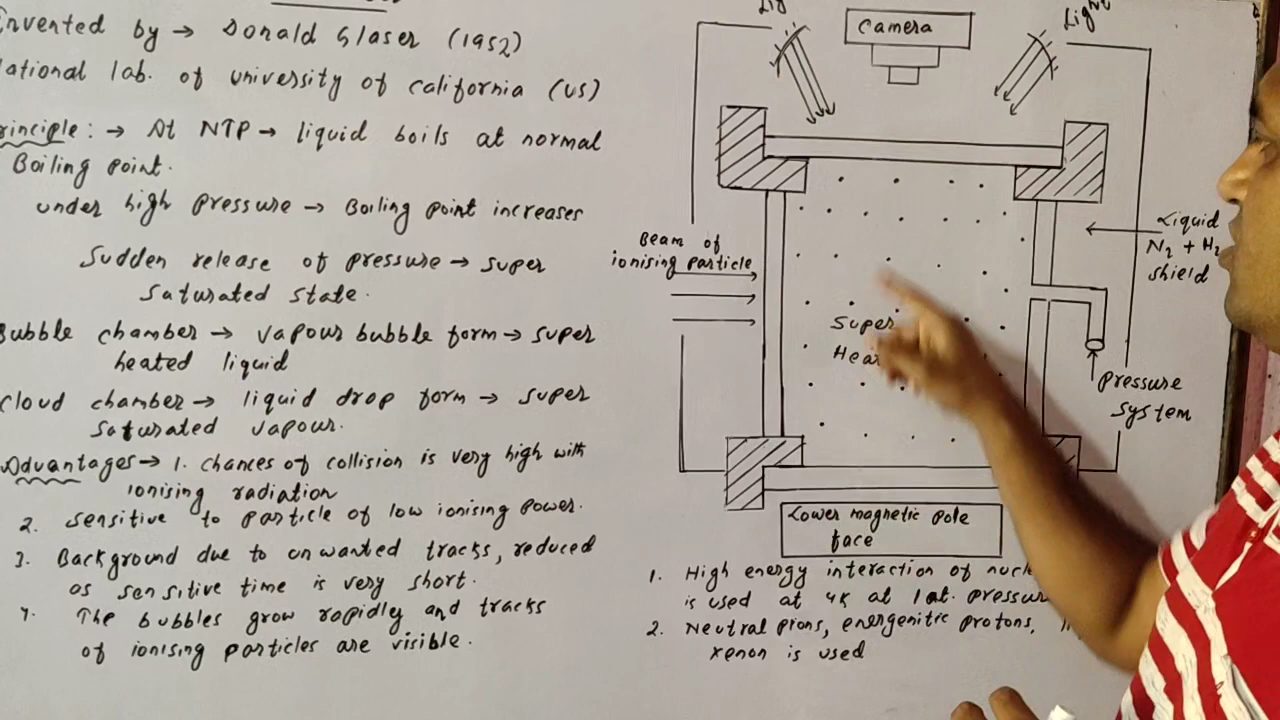 Invented by → Donald Glaser (1952)
National lab. of university of california (US)
Principle: → At NTP → liquid boils at normal
Boiling point.
under high pressure → Boiling point increases
Sudden release of pressure → super
saturated state.
Bubble chamber → vapour bubble form → super
heated liquid
Cloud chamber → liquid drop form → super
saturated vapour.
Advantages → 1. chances of collision is very high with
ionising radiation
2. sensitive to particle of low ionising power.
3. Background due to unwanted tracks, reduced
as sensitive time is very short.
4. The bubbles grow rapidly and tracks
of ionising particles are visible.
Lig
camera
Light
Beam of
ionising particle
Super
Hea
Liquid
N2 + H2
shield
pressure
system
Lower magnetic pole
face
1. High energy interaction of nucl
is used at 4K at 1 at. pressur
2. Neutral pions, energenitic protons,
xenon is used